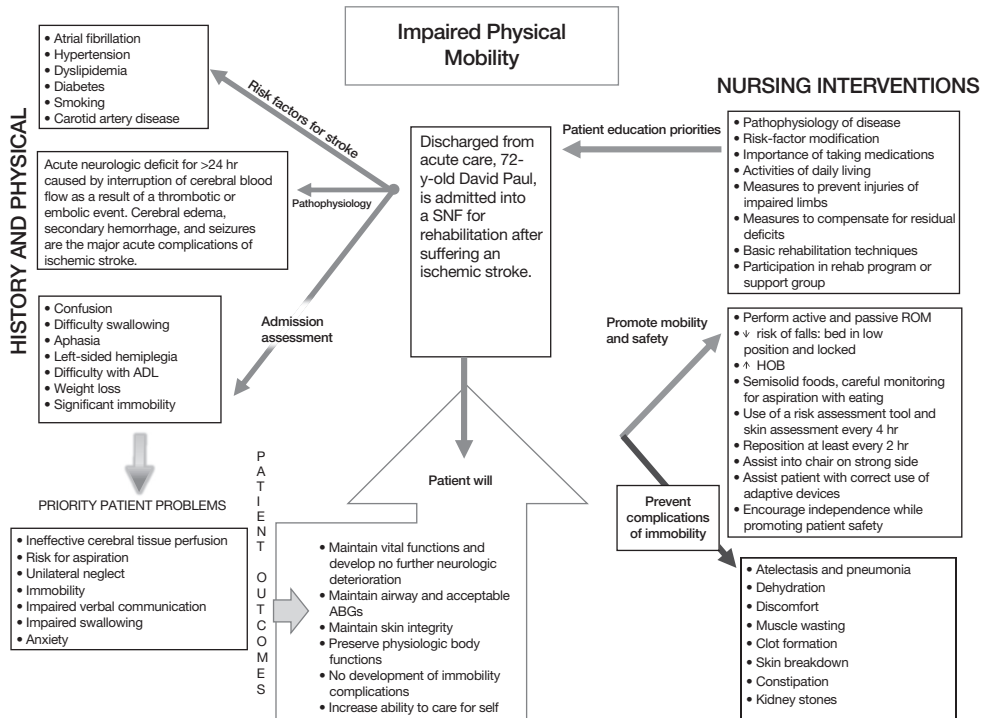 Impaired Physical
Mobility
HISTORY AND PHYSICAL
• Atrial fibrillation
• Hypertension
• Dyslipidemia
• Diabetes
• Smoking
• Carotid artery disease
Risk factors for stroke
Acute neurologic deficit for >24 hr
caused by interruption of cerebral blood
flow as a result of a thrombotic or
embolic event. Cerebral edema,
secondary hemorrhage, and seizures
are the major acute complications of
ischemic stroke.
Pathophysiology
• Confusion
• Difficulty swallowing
• Aphasia
• Left-sided hemiplegia
• Difficulty with ADL
• Weight loss
• Significant immobility
Admission
assessment
PRIORITY PATIENT PROBLEMS
• Ineffective cerebral tissue perfusion
• Risk for aspiration
• Unilateral neglect
• Immobility
• Impaired verbal communication
• Impaired swallowing
• Anxiety
Discharged from
acute care, 72-
y-old David Paul,
is admitted into
a SNF for
rehabilitation after
suffering an
ischemic stroke.
PATIENT OUTCOMES
Patient will
• Maintain vital functions and
develop no further neurologic
deterioration
• Maintain airway and acceptable
ABGs
• Maintain skin integrity
• Preserve physiologic body
functions
• No development of immobility
complications
• Increase ability to care for self
NURSING INTERVENTIONS
Patient education priorities
• Pathophysiology of disease
• Risk-factor modification
• Importance of taking medications
• Activities of daily living
• Measures to prevent injuries of
impaired limbs
• Measures to compensate for residual
deficits
• Basic rehabilitation techniques
• Participation in rehab program or
support group
Promote mobility
and safety
• Perform active and passive ROM
• ↓ risk of falls: bed in low
position and locked
• ↑ HOB
• Semisolid foods, careful monitoring
for aspiration with eating
• Use of a risk assessment tool and
skin assessment every 4 hr
• Reposition at least every 2 hr
• Assist into chair on strong side
• Assist patient with correct use of
adaptive devices
• Encourage independence while
promoting patient safety
Prevent
complications
of immobility
• Atelectasis and pneumonia
• Dehydration
• Discomfort
• Muscle wasting
• Clot formation
• Skin breakdown
• Constipation
• Kidney stones